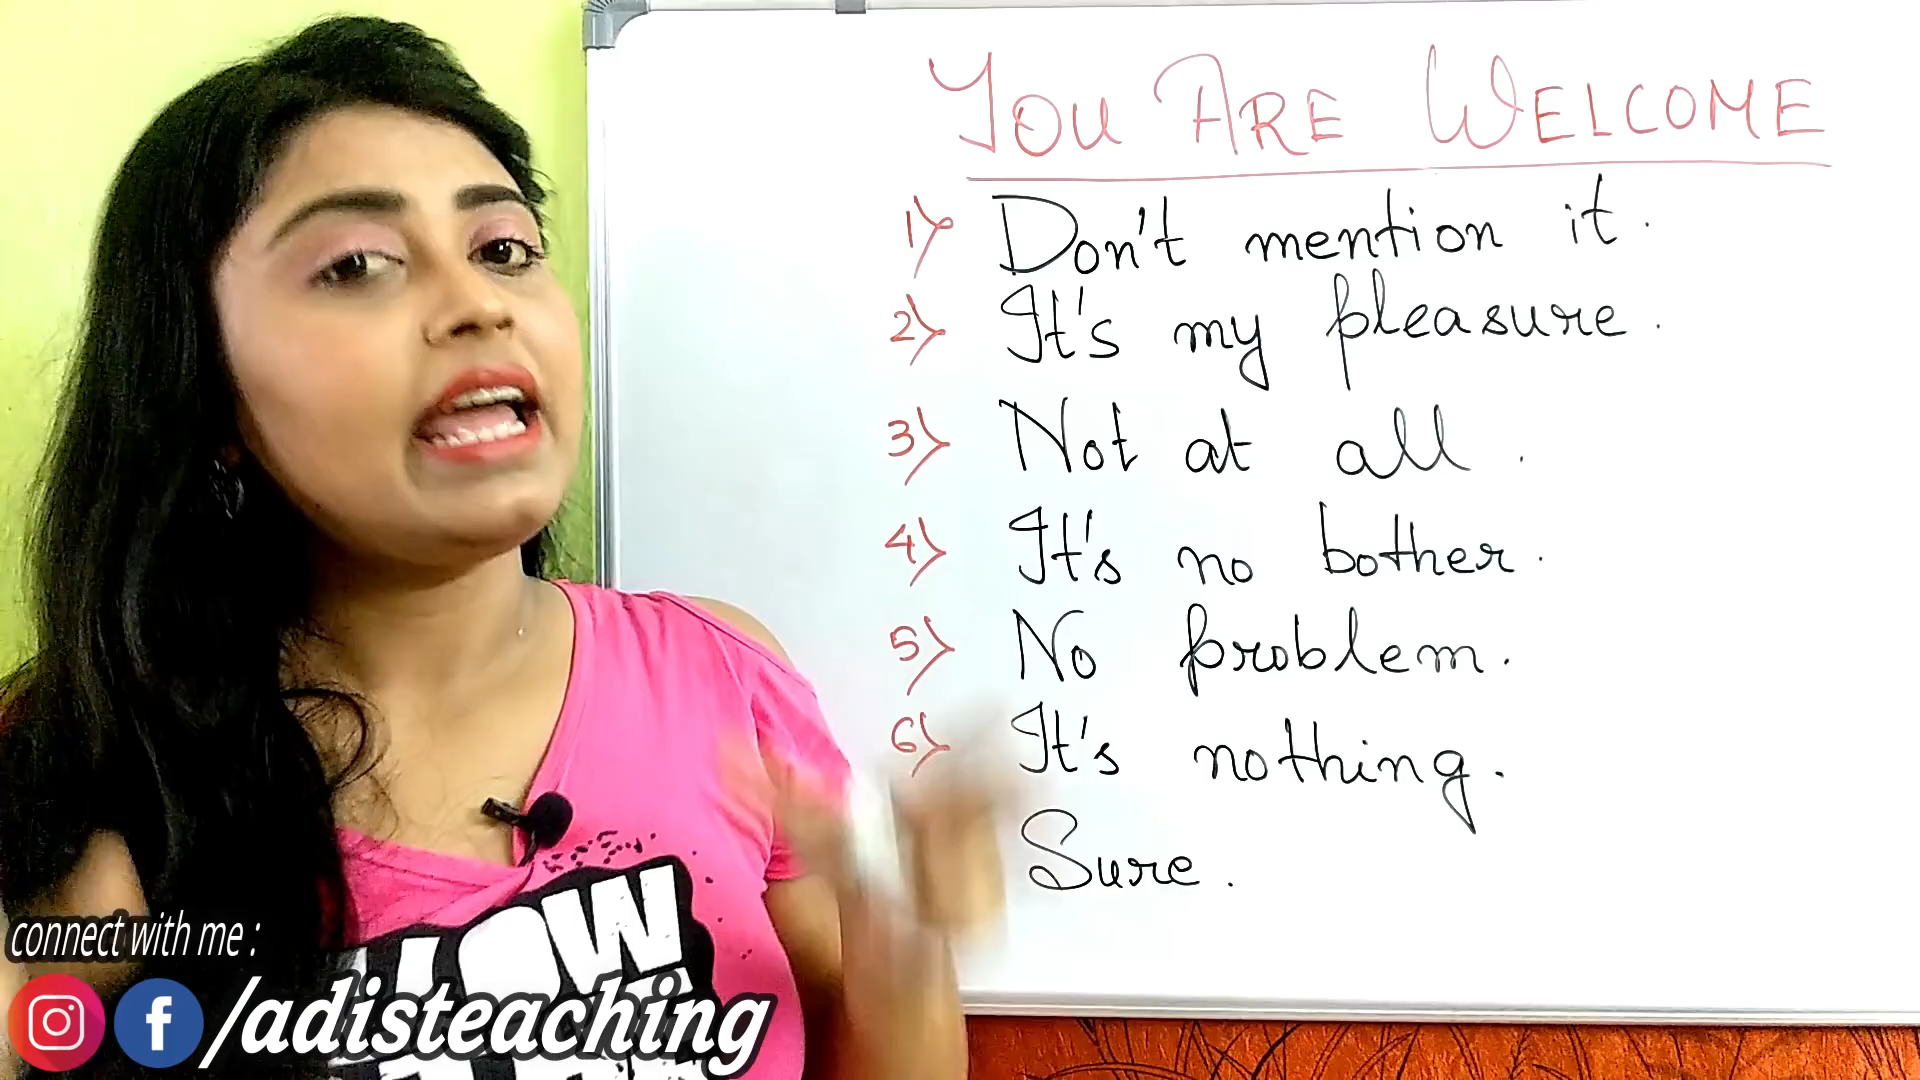 YOU ARE WELCOME
1) Don't mention it.
2) It's my pleasure.
3) Not at all.
4) It's no bother.
5) No problem.
6) It's nothing.
Sure.
connect with me :
/adisteaching